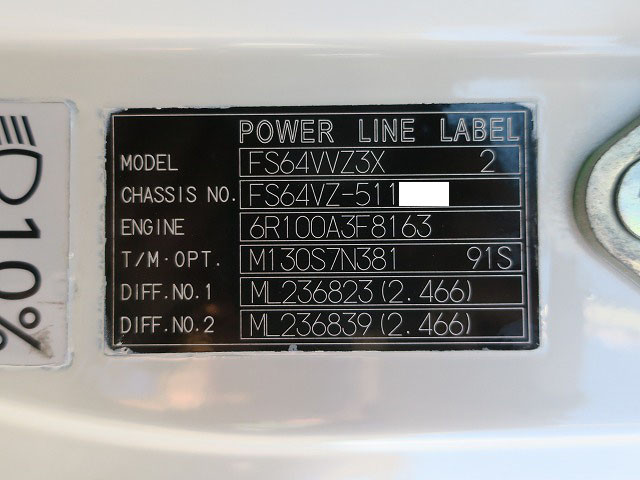 POWER LINE LABEL
MODEL FS64VVZ3X 2
CHASSIS NO. FS64VZ-511
ENGINE 6R100A3F8163
T/M·OPT. M130S7N381 91S
DIFF.NO.1 ML236823(2.466)
DIFF.NO.2 ML236839(2.466)
10%